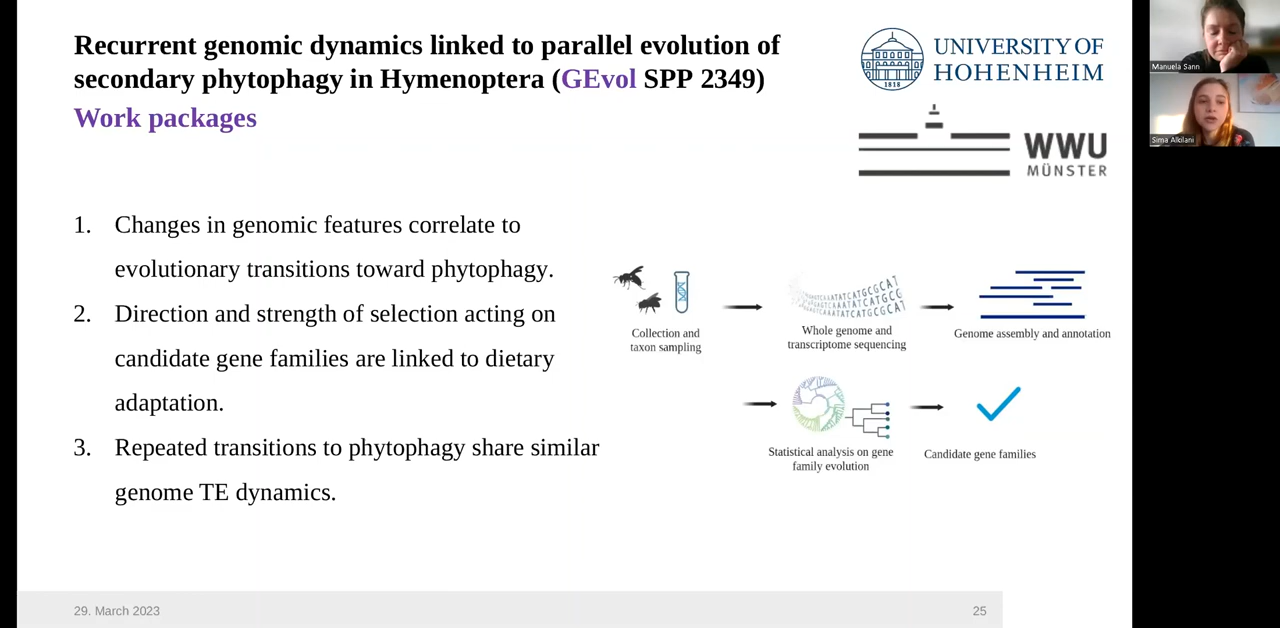 Recurrent genomic dynamics linked to parallel evolution of
secondary phytophagy in Hymenoptera (GEvol SPP 2349)
Work packages
UNIVERSITY OF
HOHENHEIM
1818
WWU
MÜNSTER
Manuela Sann
Sima Alkilani
1. Changes in genomic features correlate to
evolutionary transitions toward phytophagy.
2. Direction and strength of selection acting on
candidate gene families are linked to dietary
adaptation.
3. Repeated transitions to phytophagy share similar
genome TE dynamics.
Collection and
taxon sampling
Whole genome and
transcriptome sequencing
Genome assembly and annotation
Statistical analysis on gene
family evolution
Candidate gene families
29. March 2023
25